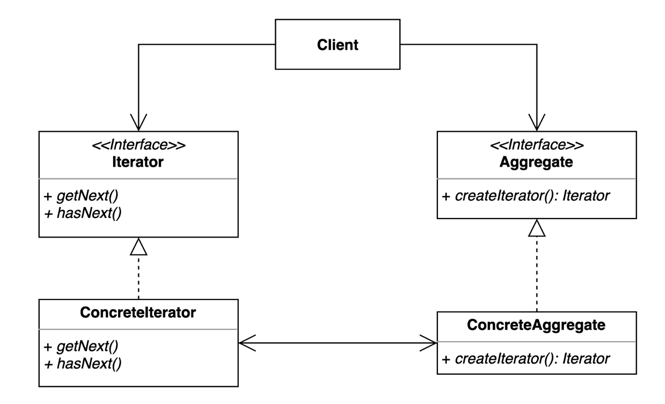 Client
<<Interface>>
Iterator
+ getNext()
+ hasNext()
<<Interface>>
Aggregate
+ createIterator(): Iterator
ConcreteIterator
+ getNext()
+ hasNext()
ConcreteAggregate
+ createIterator(): Iterator